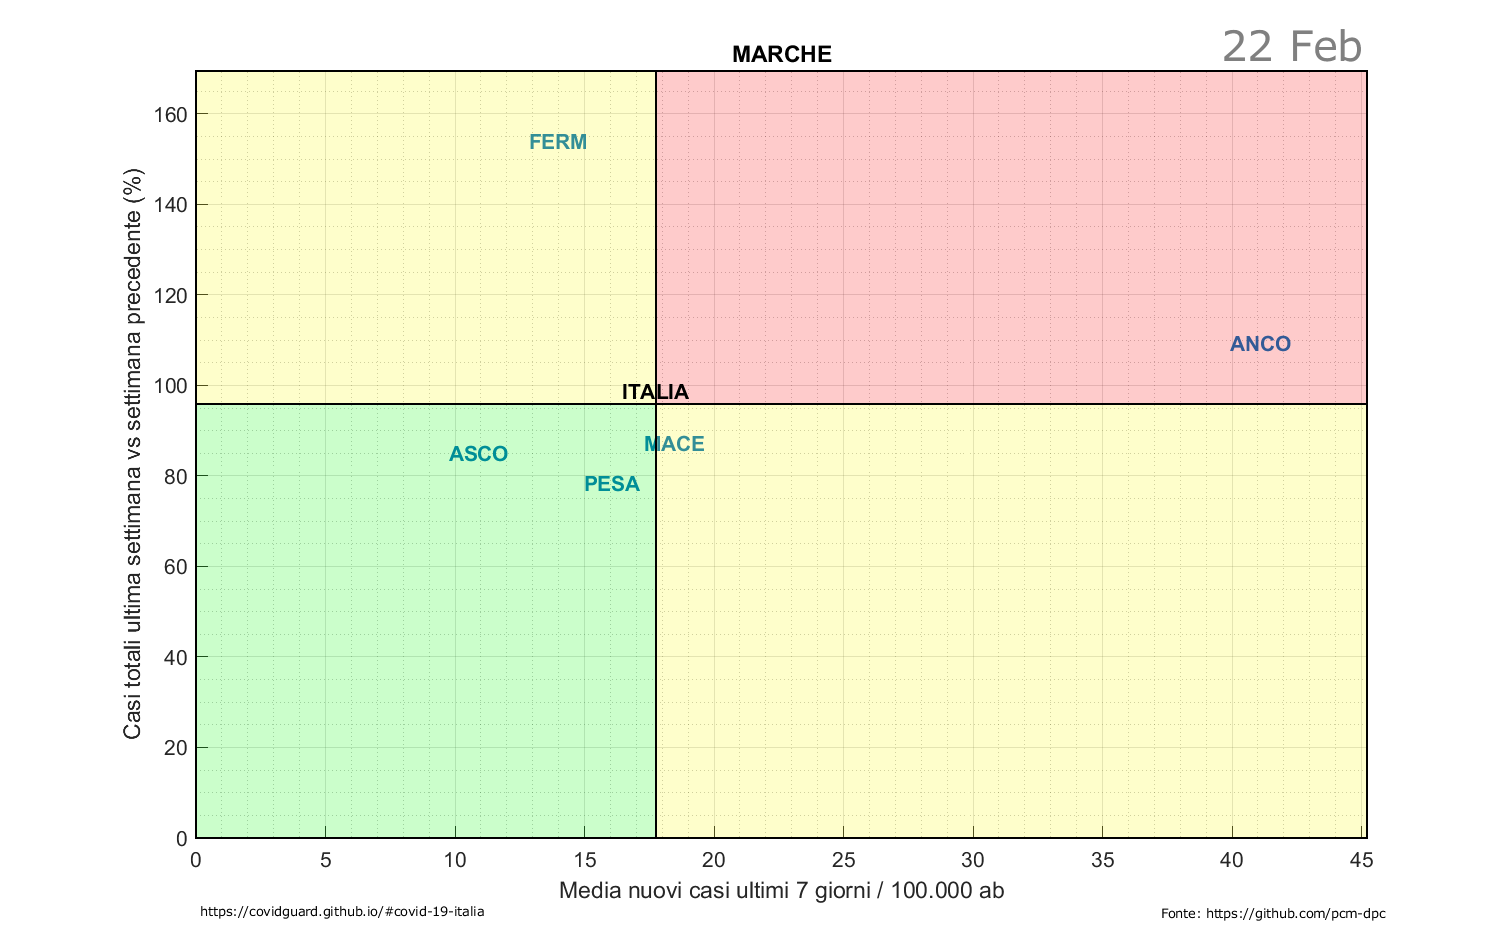 22 Feb
MARCHE
160
140
120
100
80
60
40
20
0
Casi totali ultima settimana vs settimana precedente (%)
FERM
ANCO
ITALIA
MACE
ASCO
PESA
0 5 10 15 20 25 30 35 40 45
Media nuovi casi ultimi 7 giorni / 100.000 ab
https://covidguard.github.io/#covid-19-italia
Fonte: https://github.com/pcm-dpc